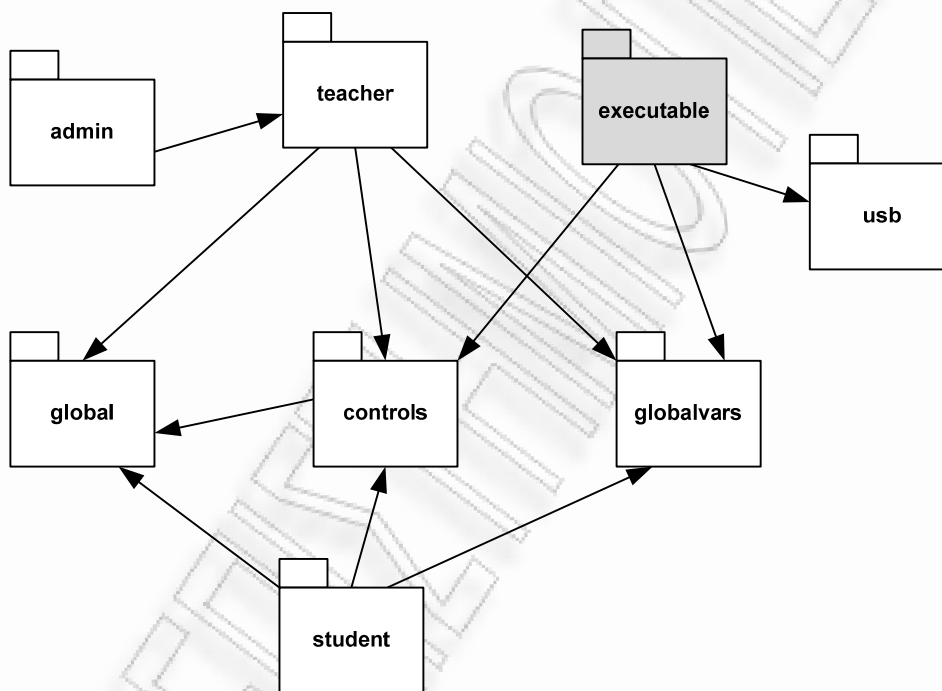 teacher
executable
admin
usb
global
controls
globalvars
student